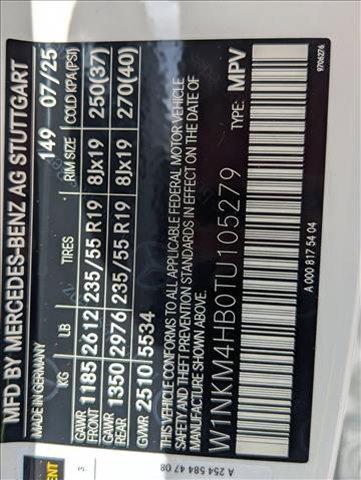 MFD BY MERCEDES-BENZ AG STUTTGART
MADE IN GERMANY 149 07/25
KG LB TIRES RIM SIZE COLD KPA(PSI)
GAWR FRONT 1185 2612 235/55 R19 8Jx19 250(37)
GAWR REAR 1350 2976 235/55 R19 8Jx19 270(40)
GVWR 2510 5534
THIS VEHICLE CONFORMS TO ALL APPLICABLE FEDERAL MOTOR VEHICLE
SAFETY AND THEFT PREVENTION STANDARDS IN EFFECT ON THE DATE OF
MANUFACTURE SHOWN ABOVE.
W1NKM4HB0TU105279 TYPE: MPV
9706276
A 000 817 54 04
A 254 584 47 08